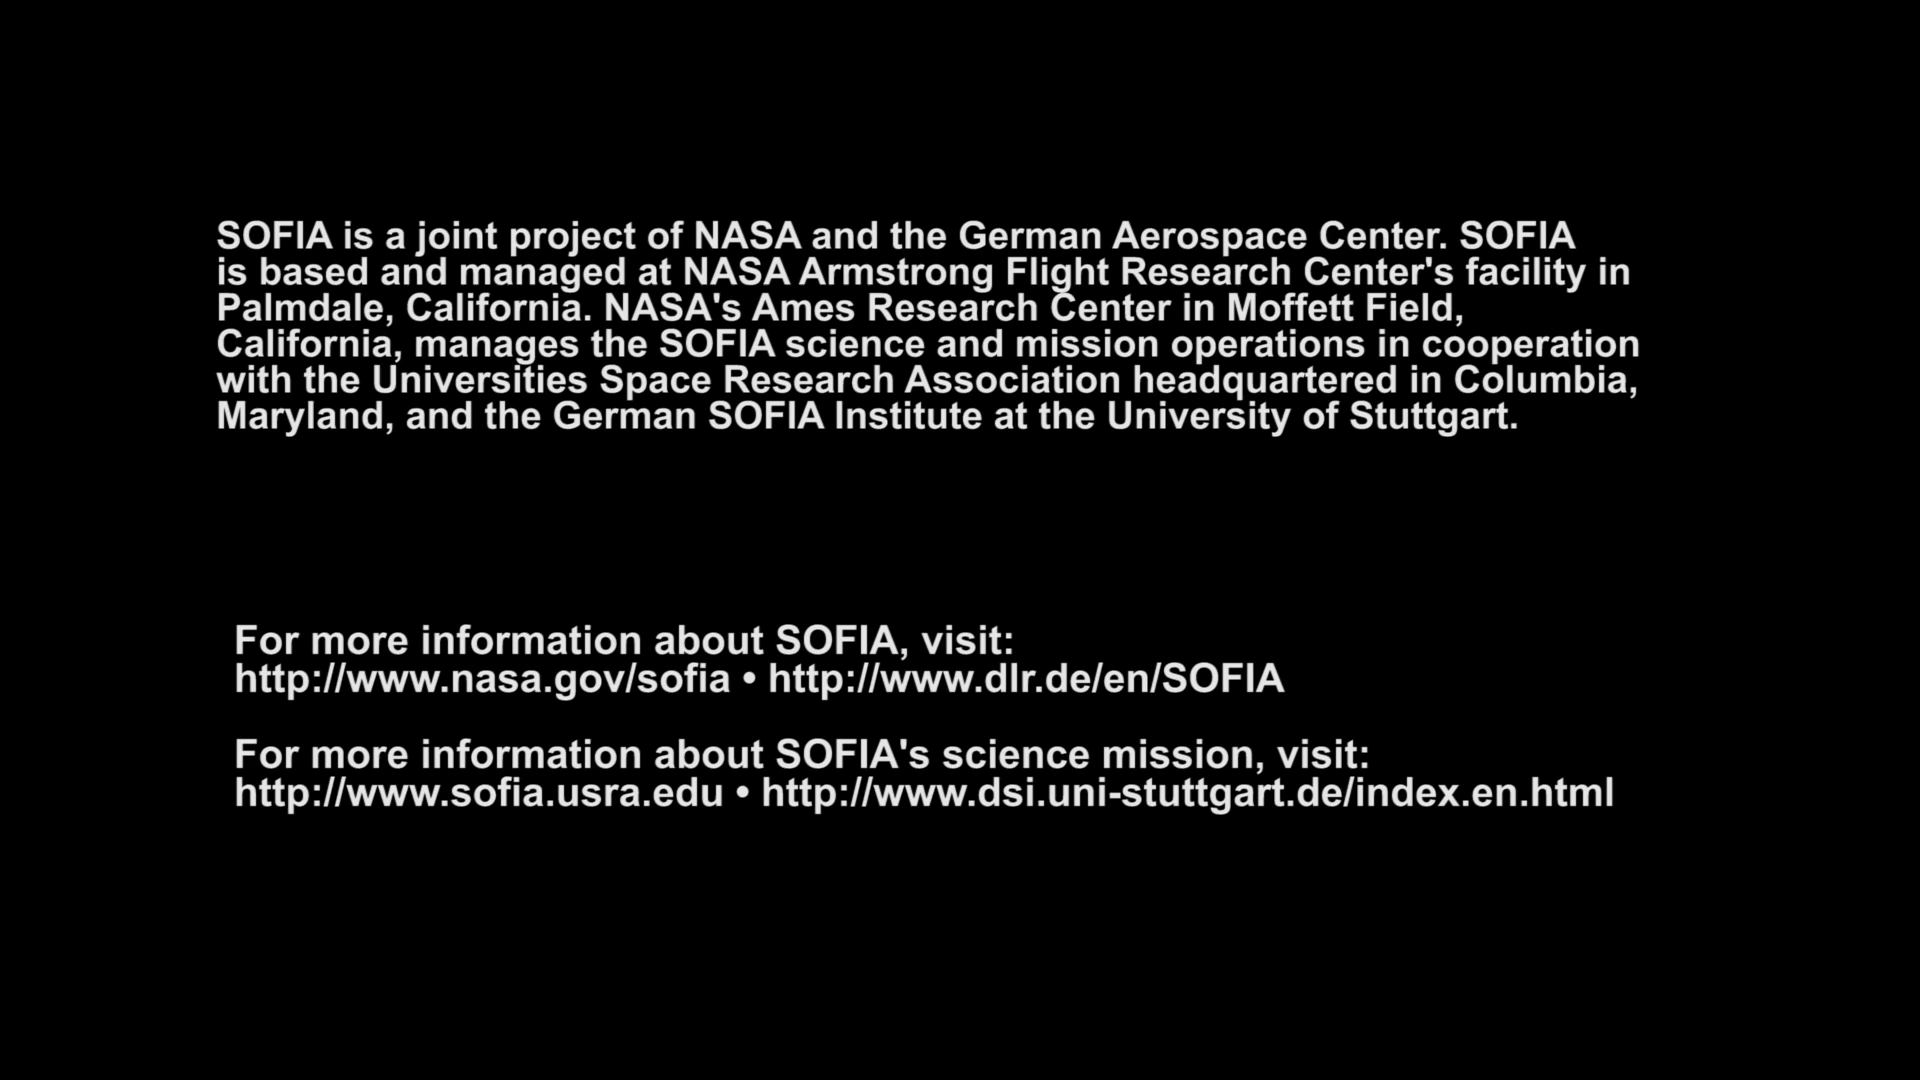 SOFIA is a joint project of NASA and the German Aerospace Center. SOFIA
is based and managed at NASA Armstrong Flight Research Center's facility in
Palmdale, California. NASA's Ames Research Center in Moffett Field,
California, manages the SOFIA science and mission operations in cooperation
with the Universities Space Research Association headquartered in Columbia,
Maryland, and the German SOFIA Institute at the University of Stuttgart.
For more information about SOFIA, visit:
http://www.nasa.gov/sofia • http://www.dlr.de/en/SOFIA
For more information about SOFIA's science mission, visit:
http://www.sofia.usra.edu • http://www.dsi.uni-stuttgart.de/index.en.html